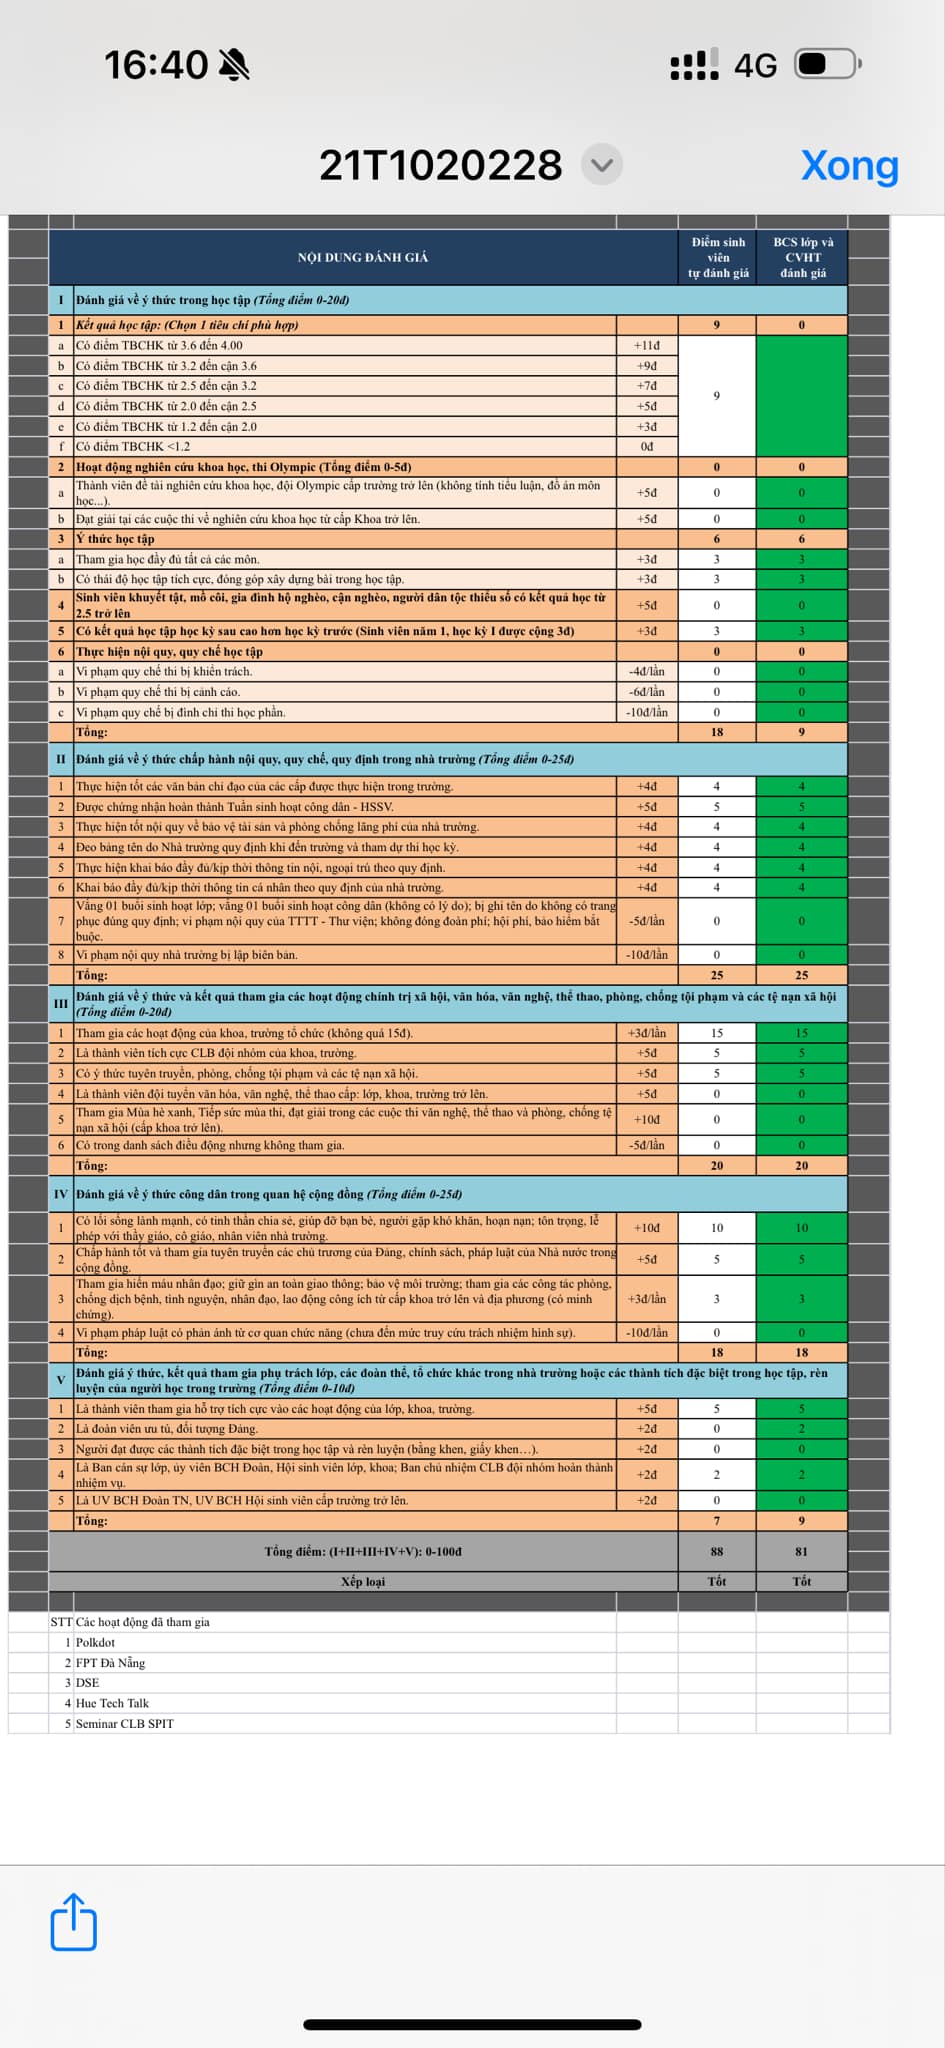 16:40
4G
21T1020228
Xong
NỘI DUNG ĐÁNH GIÁ
Điểm sinh viên tự đánh giá
BCS lớp và CVHT đánh giá
I Đánh giá về ý thức trong học tập (Tổng điểm 0-20đ)
1 Kết quả học tập: (Chọn 1 tiêu chí phù hợp) 9 0
a Có điểm TBCHK từ 3.6 đến 4.00 +11đ
b Có điểm TBCHK từ 3.2 đến cận 3.6 +9đ
c Có điểm TBCHK từ 2.5 đến cận 3.2 +7đ
9
d Có điểm TBCHK từ 2.0 đến cận 2.5 +5đ
e Có điểm TBCHK từ 1.2 đến cận 2.0 +3đ
f Có điểm TBCHK <1.2 0đ
2 Hoạt động nghiên cứu khoa học, thi Olympic (Tổng điểm 0-5đ) 0 0
a Thành viên đề tài nghiên cứu khoa học, đội Olympic cấp trường trở lên (không tính tiểu luận, đồ án môn
học...). +5đ 0 0
b Đạt giải tại các cuộc thi về nghiên cứu khoa học từ cấp Khoa trở lên. +5đ 0 0
3 Ý thức học tập 6 6
a Tham gia học đầy đủ tất cả các môn. +3đ 3 3
b Có thái độ học tập tích cực, đóng góp xây dựng bài trong học tập. +3đ 3 3
4 Sinh viên khuyết tật, mồ côi, gia đình hộ nghèo, cận nghèo, người dân tộc thiểu số có kết quả học từ
2.5 trở lên +5đ 0 0
5 Có kết quả học tập học kỳ sau cao hơn học kỳ trước (Sinh viên năm 1, học kỳ I được cộng 3đ) +3đ 3 3
6 Thực hiện nội quy, quy chế học tập 0 0
a Vi phạm quy chế thi bị khiển trách. -4đ/lần 0 0
b Vi phạm quy chế thi bị cảnh cáo. -6đ/lần 0 0
c Vi phạm quy chế bị đình chỉ thi học phần. -10đ/lần 0 0
Tổng: 18 9
II Đánh giá về ý thức chấp hành nội quy, quy chế, quy định trong nhà trường (Tổng điểm 0-25đ)
1 Thực hiện tốt các văn bản chỉ đạo của các cấp được thực hiện trong trường. +4đ 4 4
2 Được chứng nhận hoàn thành Tuần sinh hoạt công dân - HSSV. +5đ 5 5
3 Thực hiện tốt nội quy về bảo vệ tài sản và phòng chống lãng phí của nhà trường. +4đ 4 4
4 Đeo bảng tên do Nhà trường quy định khi đến trường và tham dự thi học kỳ. +4đ 4 4
5 Thực hiện khai báo đầy đủ/kịp thời thông tin nội, ngoại trú theo quy định. +4đ 4 4
6 Khai báo đầy đủ/kịp thời thông tin cá nhân theo quy định của nhà trường. +4đ 4 4
Vắng 01 buổi sinh hoạt lớp; vắng 01 buổi sinh hoạt công dân (không có lý do); bị ghi tên do không có trang
7 phục đúng quy định; vi phạm nội quy của TTTT - Thư viện; không đóng đoàn phí; hội phí, bảo hiểm bắt -5đ/lần 0 0
buộc.
8 Vi phạm nội quy nhà trường bị lập biên bản. -10đ/lần 0 0
Tổng: 25 25
III Đánh giá về ý thức và kết quả tham gia các hoạt động chính trị xã hội, văn hóa, văn nghệ, thể thao, phòng, chống tội phạm và các tệ nạn xã hội
(Tổng điểm 0-20đ)
1 Tham gia các hoạt động của khoa, trường tổ chức (không quá 15đ). +3đ/lần 15 15
2 Là thành viên tích cực CLB đội nhóm của khoa, trường. +5đ 5 5
3 Có ý thức tuyên truyền, phòng, chống tội phạm và các tệ nạn xã hội. +5đ 5 5
4 Là thành viên đội tuyển văn hóa, văn nghệ, thể thao cấp: lớp, khoa, trường trở lên. +5đ 0 0
5 Tham gia Mùa hè xanh, Tiếp sức mùa thi, đạt giải trong các cuộc thi văn nghệ, thể thao và phòng, chống tệ
nạn xã hội (cấp khoa trở lên). +10đ 0 0
6 Có trong danh sách điều động nhưng không tham gia. -5đ/lần 0 0
Tổng: 20 20
IV Đánh giá về ý thức công dân trong quan hệ cộng đồng (Tổng điểm 0-25đ)
1 Có lối sống lành mạnh, có tinh thần chia sẻ, giúp đỡ bạn bè, người gặp khó khăn, hoạn nạn; tôn trọng, lễ
phép với thầy giáo, cô giáo, nhân viên nhà trường. +10đ 10 10
2 Chấp hành tốt và tham gia tuyên truyền các chủ trương của Đảng, chính sách, pháp luật của Nhà nước trong
cộng đồng. +5đ 5 5
Tham gia hiến máu nhân đạo; giữ gìn an toàn giao thông; bảo vệ môi trường; tham gia các công tác phòng,
3 chống dịch bệnh, tình nguyện, nhân đạo, lao động công ích từ cấp khoa trở lên và địa phương (có minh +3đ/lần 3 3
chứng).
4 Vi phạm pháp luật có phản ánh từ cơ quan chức năng (chưa đến mức truy cứu trách nhiệm hình sự). -10đ/lần 0 0
Tổng: 18 18
V Đánh giá ý thức, kết quả tham gia phụ trách lớp, các đoàn thể, tổ chức khác trong nhà trường hoặc các thành tích đặc biệt trong học tập, rèn
luyện của người học trong trường (Tổng điểm 0-10đ)
1 Là thành viên tham gia hỗ trợ tích cực vào các hoạt động của lớp, khoa, trường. +5đ 5 5
2 Là đoàn viên ưu tú, đối tượng Đảng. +2đ 0 2
3 Người đạt được các thành tích đặc biệt trong học tập và rèn luyện (bằng khen, giấy khen…). +2đ 0 0
4 Là Ban cán sự lớp, ủy viên BCH Đoàn, Hội sinh viên lớp, khoa; Ban chủ nhiệm CLB đội nhóm hoàn thành
nhiệm vụ. +2đ 2 2
5 Là UV BCH Đoàn TN, UV BCH Hội sinh viên cấp trường trở lên. +2đ 0 0
Tổng: 7 9
Tổng điểm: (I+II+III+IV+V): 0-100đ 88 81
Xếp loại Tốt Tốt
STT Các hoạt động đã tham gia
1 Polkdot
2 FPT Đà Nẵng
3 DSE
4 Hue Tech Talk
5 Seminar CLB SPIT